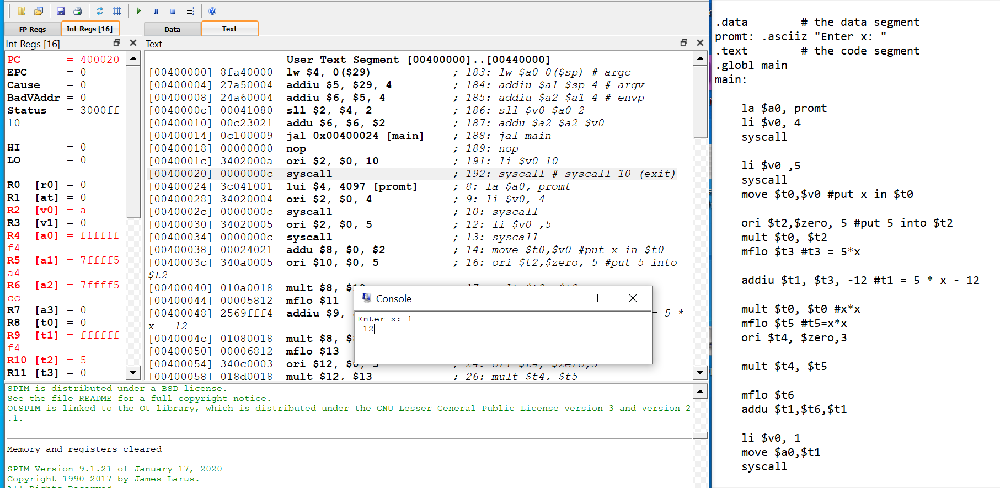 FP Regs
Int Regs [16]
Data
Text
Int Regs [16]
Text
PC = 400020
EPC = 0
Cause = 0
BadVAddr = 0
Status = 3000ff
10
HI = 0
LO = 0
R0 [r0] = 0
R1 [at] = 0
R2 [v0] = a
R3 [v1] = 0
R4 [a0] = ffffff
f4
R5 [a1] = 7ffff5
a4
R6 [a2] = 7ffff5
cc
R7 [a3] = 0
R8 [t0] = 0
R9 [t1] = ffffff
f4
R10 [t2] = 5
R11 [t3] = 0
User Text Segment [00400000]..[00440000]
[00400000] 8fa40000 lw $4, 0($29) ; 183: lw $a0 0($sp) # argc
[00400004] 27a50004 addiu $5, $29, 4 ; 184: addiu $a1 $sp 4 # argv
[00400008] 24a60004 addiu $6, $5, 4 ; 185: addiu $a2 $a1 4 # envp
[0040000c] 00041080 sll $2, $4, 2 ; 186: sll $v0 $a0 2
[00400010] 00c23021 addu $6, $6, $2 ; 187: addu $a2 $a2 $v0
[00400014] 0c100009 jal 0x00400024 [main] ; 188: jal main
[00400018] 00000000 nop ; 189: nop
[0040001c] 3402000a ori $2, $0, 10 ; 191: li $v0 10
[00400020] 0000000c syscall ; 192: syscall # syscall 10 (exit)
[00400024] 3c041001 lui $4, 4097 [promt] ; 8: la $a0, promt
[00400028] 34020004 ori $2, $0, 4 ; 9: li $v0, 4
[0040002c] 0000000c syscall ; 10: syscall
[00400030] 34020005 ori $2, $0, 5 ; 12: li $v0 ,5
[00400034] 0000000c syscall ; 13: syscall
[00400038] 00024021 addu $8, $0, $2 ; 14: move $t0,$v0 #put x in $t0
[0040003c] 340a0005 ori $10, $0, 5 ; 16: ori $t2,$zero, 5 #put 5 into
$t2
[00400040] 010a0018 mult $8,
[00400044] 00005812 mflo $11
[00400048] 2569fff4 addiu $9, = 5 *
x - 12
[0040004c] 01080018 mult $8,
[00400050] 00006812 mflo $13
[00400054] 340c0003 ori $12, ; 24: ori $t4, $zero,3
[00400058] 018d0018 mult $12, $13 ; 26: mult $t4, $t5
Console
Enter x: 1
-12
SPIM is distributed under a BSD license.
See the file README for a full copyright notice.
QtSPIM is linked to the Qt library, which is distributed under the GNU Lesser General Public License version 3 and version 2
.1.
Memory and registers cleared
SPIM Version 9.1.21 of January 17, 2020
Copyright 1990-2017 by James Larus.
All Rights Reserved
.data # the data segment
promt: .asciiz "Enter x: "
.text # the code segment
.globl main
main:
la $a0, promt
li $v0, 4
syscall
li $v0 ,5
syscall
move $t0,$v0 #put x in $t0
ori $t2,$zero, 5 #put 5 into $t2
mult $t0, $t2
mflo $t3 #t3 = 5*x
addiu $t1, $t3, -12 #t1 = 5 * x - 12
mult $t0, $t0 #x*x
mflo $t5 #t5=x*x
ori $t4, $zero,3
mult $t4, $t5
mflo $t6
addu $t1,$t6,$t1
li $v0, 1
move $a0,$t1
syscall